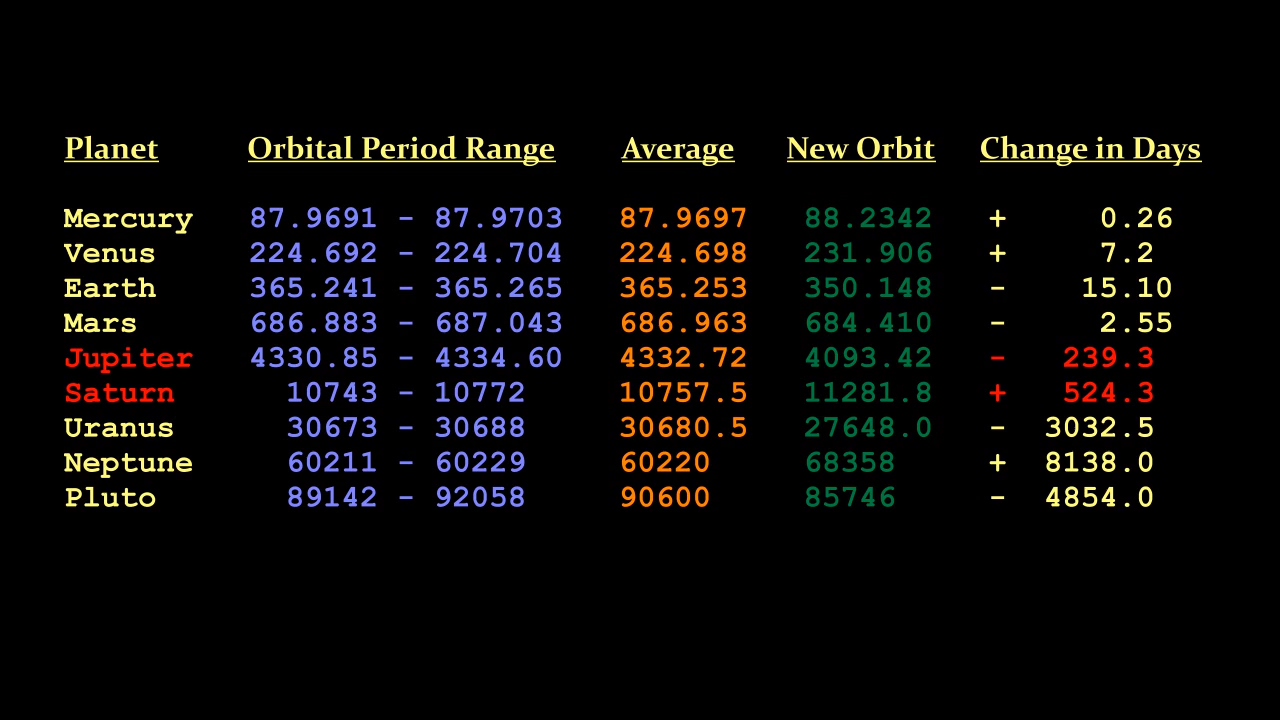 Planet Orbital Period Range Average New Orbit Change in Days
Mercury 87.9691 - 87.9703 87.9697 88.2342 + 0.26
Venus 224.692 - 224.704 224.698 231.906 + 7.2
Earth 365.241 - 365.265 365.253 350.148 - 15.10
Mars 686.883 - 687.043 686.963 684.410 - 2.55
Jupiter 4330.85 - 4334.60 4332.72 4093.42 - 239.3
Saturn 10743 - 10772 10757.5 11281.8 + 524.3
Uranus 30673 - 30688 30680.5 27648.0 - 3032.5
Neptune 60211 - 60229 60220 68358 + 8138.0
Pluto 89142 - 92058 90600 85746 - 4854.0